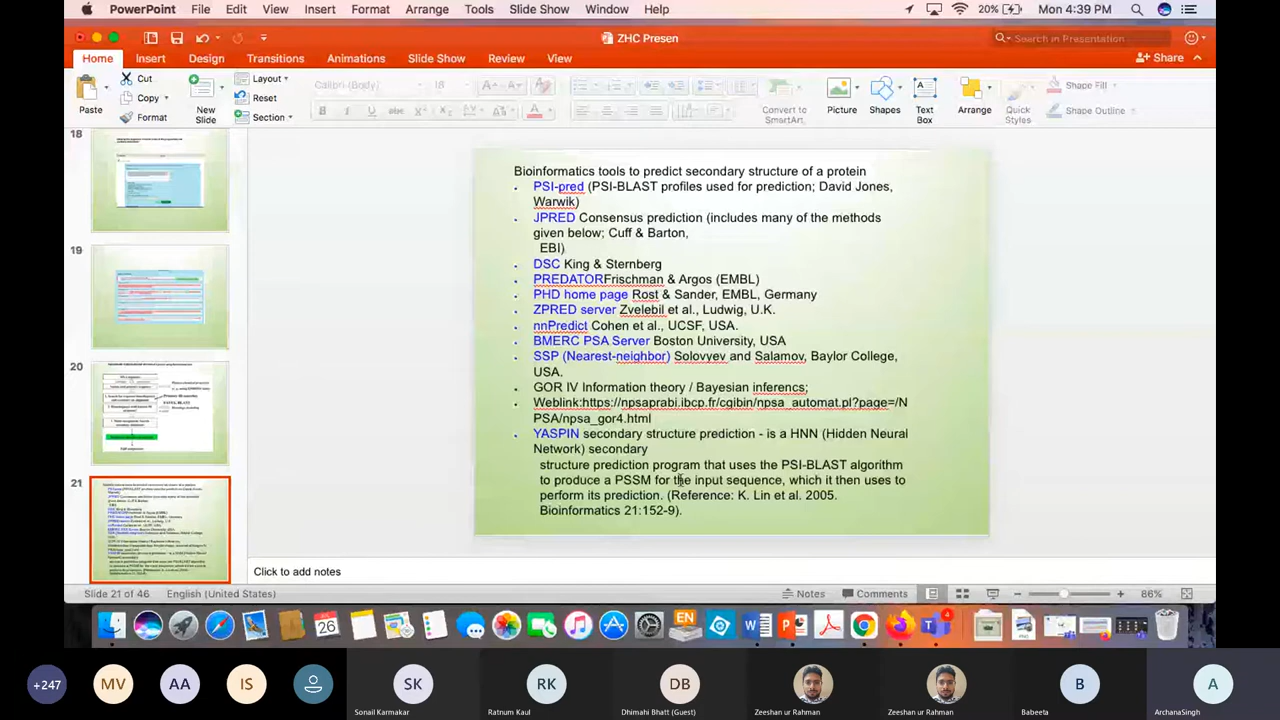 PowerPoint File Edit View Insert Format Arrange Tools Slide Show Window Help 20% Mon 4:39 PM
ZHC Presen
Search in Presentation
Home Insert Design Transitions Animations Slide Show Review View Share
Paste Cut Copy Format New Slide Layout Reset Section
Calibri (Body) 18
Convert to SmartArt Picture Shapes Text Box Arrange Quick Styles Shape Fill Shape Outline
18
19
20
21
Bioinformatics tools to predict secondary structure of a protein
PSI-pred (PSI-BLAST profiles used for prediction; David Jones,
Warwik)
JPRED Consensus prediction (includes many of the methods
given below; Cuff & Barton,
EBI)
DSC King & Sternberg
PREDATORFrischman & Argos (EMBL)
PHD home page Rost & Sander, EMBL, Germany
ZPRED server Zvelebil et al., Ludwig, U.K.
nnPredict Cohen et al., UCSF, USA.
BMERC PSA Server Boston University, USA
SSP (Nearest-neighbor) Solovyev and Salamov, Baylor College,
USA.
GOR IV Information theory / Bayesian inference;
Weblink:https://npsaprabi.ibcp.fr/cgibin/npsa_automat.pl?page=/N
PSA/npsa_gor4.html
YASPIN secondary structure prediction - is a HNN (Hidden Neural
Network) secondary
structure prediction program that uses the PSI-BLAST algorithm
to produce a PSSM for the input sequence, which it then uses to
perform its prediction. (Reference: K. Lin et al. 2005.
Bioinformatics 21:152-9).
Click to add notes
Slide 21 of 46 English (United States) Notes Comments 86%
+247 MV AA IS SK RK DB B A
Sonail Karmakar Ratnum Kaul Dhimahi Bhatt (Guest) Zeeshan ur Rahman Zeeshan ur Rahman Babeeta ArchanaSingh